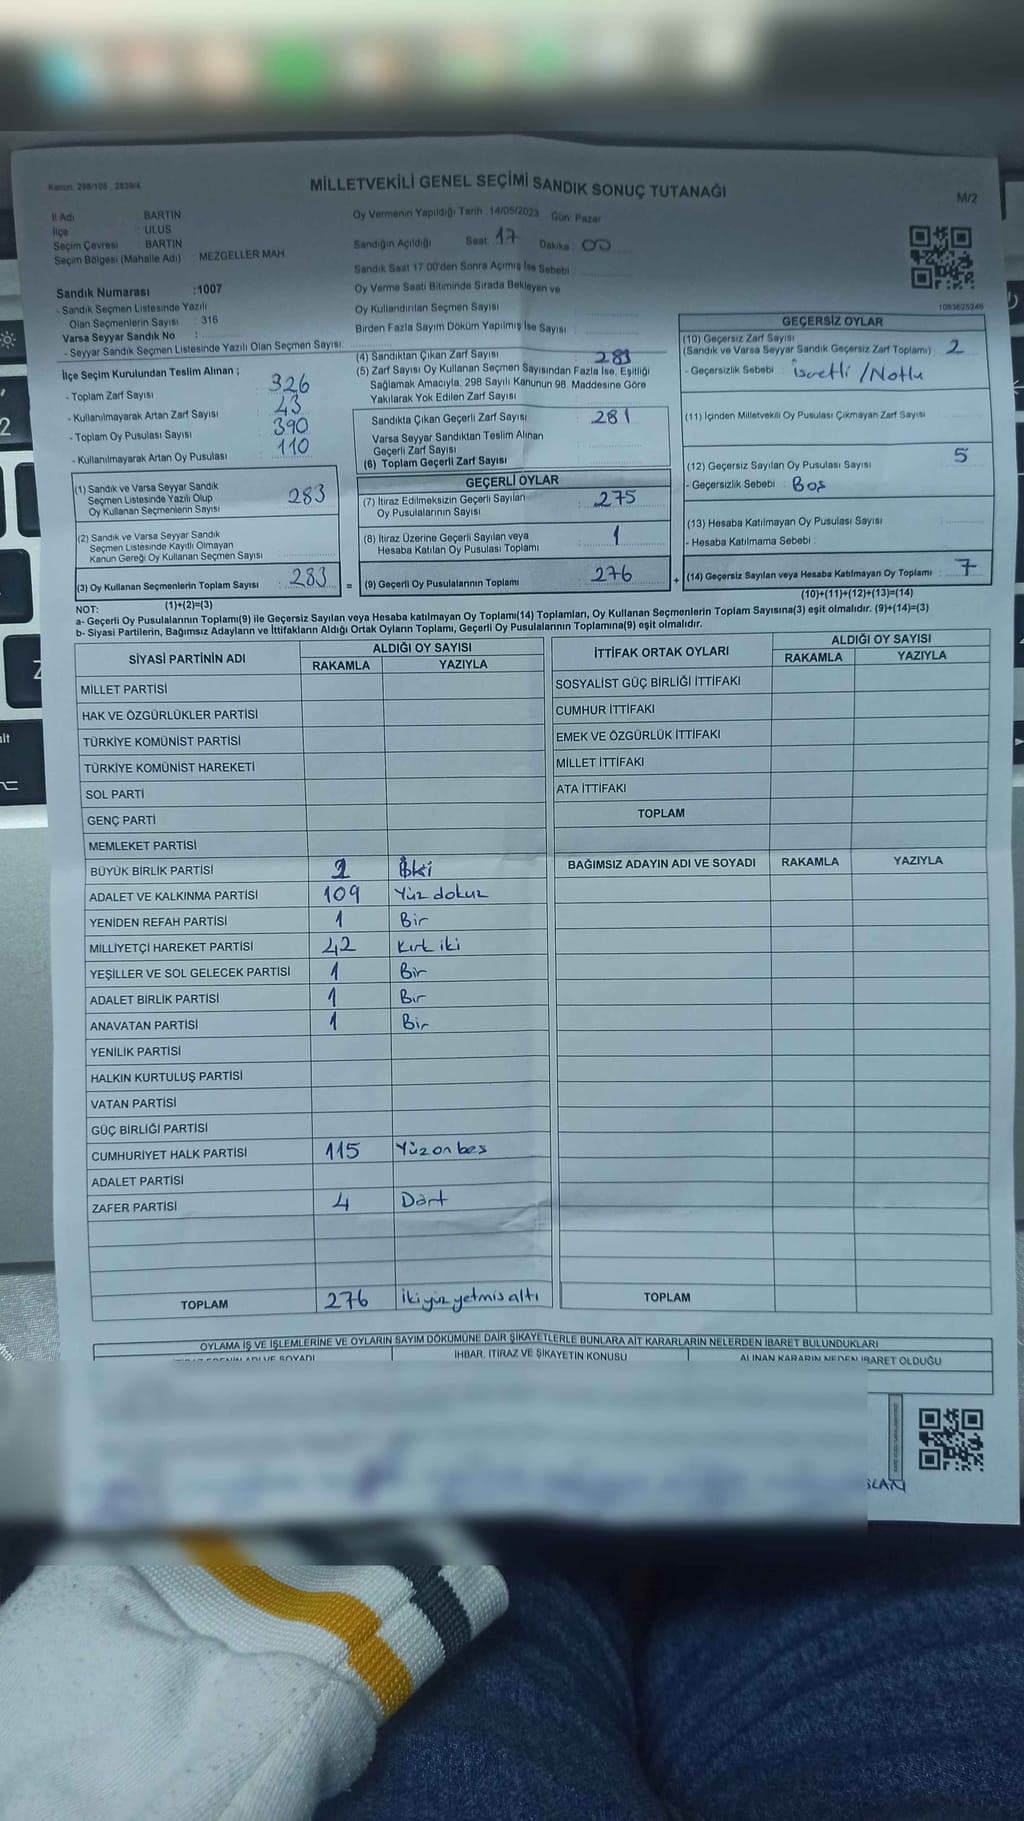 Kanun: 298/105 , 2839/4
MİLLETVEKİLİ GENEL SEÇİMİ SANDIK SONUÇ TUTANAĞI
M/2
İl Adı BARTIN
İlçe ULUS
Seçim Çevresi BARTIN
Seçim Bölgesi (Mahalle Adı) : MEZGELLER MAH.
Oy Vermenin Yapıldığı Tarih :14/05/2023 Gün: Pazar
Sandığın Açıldığı Saat: 17 Dakika: 00
Sandık Saat 17:00'den Sonra Açımış İse Sebebi:
Oy Verme Saati Bitiminde Sırada Bekleyen ve
Oy Kullandırılan Seçmen Sayısı
Birden Fazla Sayım Döküm Yapılmış İse Sayısı :
Sandık Numarası :1007
- Sandık Seçmen Listesinde Yazılı
Olan Seçmenlerin Sayısı : 316
Varsa Seyyar Sandık No :
- Seyyar Sandık Seçmen Listesinde Yazılı Olan Seçmen Sayısı:
İlçe Seçim Kurulundan Teslim Alınan ;
- Toplam Zarf Sayısı : 326
- Kullanılmayarak Artan Zarf Sayısı : 43
- Toplam Oy Pusulası Sayısı : 390
- Kullanılmayarak Artan Oy Pusulası : 110
(1) Sandık ve Varsa Seyyar Sandık
Seçmen Listesinde Yazılı Olup
Oy Kullanan Seçmenlerin Sayısı : 283
(2) Sandık ve Varsa Seyyar Sandık
Seçmen Listesinde Kayıtlı Olmayan
Kanun Gereği Oy Kullanan Seçmen Sayısı
(3) Oy Kullanan Seçmenlerin Toplam Sayısı : 283
(1)+(2)=(3)
(4) Sandıktan Çıkan Zarf Sayısı : 283
(5) Zarf Sayısı Oy Kullanan Seçmen Sayısından Fazla İse, Eşitliği
Sağlamak Amacıyla; 298 Sayılı Kanunun 98. Maddesine Göre
Yakılarak Yok Edilen Zarf Sayısı
Sandıkta Çıkan Geçerli Zarf Sayısı : 281
Varsa Seyyar Sandıktan Teslim Alınan
Geçerli Zarf Sayısı
(6) Toplam Geçerli Zarf Sayısı
GEÇERLİ OYLAR
(7) İtiraz Edilmeksizin Geçerli Sayılan
Oy Pusulalarının Sayısı : 275
(8) İtiraz Üzerine Geçerli Sayılan veya
Hesaba Katılan Oy Pusulası Toplamı : 1
= (9) Geçerli Oy Pusulalarının Toplamı : 276
1083625246
GEÇERSİZ OYLAR
(10) Geçersiz Zarf Sayısı
(Sandık ve Varsa Seyyar Sandık Geçersiz Zarf Toplamı) : 2
- Geçersizlik Sebebi : işaretli / Notlu
(11) İçinden Milletvekili Oy Pusulası Çıkmayan Zarf Sayısı
(12) Geçersiz Sayılan Oy Pusulası Sayısı 5
- Geçersizlik Sebebi : Boş
(13) Hesaba Katılmayan Oy Pusulası Sayısı
- Hesaba Katılmama Sebebi :
+ (14) Geçersiz Sayılan veya Hesaba Katılmayan Oy Toplamı : 7
(10)+(11)+(12)+(13)=(14)
NOT:
a- Geçerli Oy Pusulalarının Toplamı(9) ile Geçersiz Sayılan veya Hesaba katılmayan Oy Toplamı(14) Toplamları, Oy Kullanan Seçmenlerin Toplam Sayısına(3) eşit olmalıdır. (9)+(14)=(3)
b- Siyasi Partilerin, Bağımsız Adayların ve İttifakların Aldığı Ortak Oyların Toplamı, Geçerli Oy Pusulalarının Toplamına(9) eşit olmalıdır.
SİYASİ PARTİNİN ADI ALDIĞI OY SAYISI
RAKAMLA YAZIYLA
MİLLET PARTİSİ
HAK VE ÖZGÜRLÜKLER PARTİSİ
TÜRKİYE KOMÜNİST PARTİSİ
TÜRKİYE KOMÜNİST HAREKETİ
SOL PARTİ
GENÇ PARTİ
MEMLEKET PARTİSİ
BÜYÜK BİRLİK PARTİSİ 2 İki
ADALET VE KALKINMA PARTİSİ 109 Yüz dokuz
YENİDEN REFAH PARTİSİ 1 Bir
MİLLİYETÇİ HAREKET PARTİSİ 42 Kırk iki
YEŞİLLER VE SOL GELECEK PARTİSİ 1 Bir
ADALET BİRLİK PARTİSİ 1 Bir
ANAVATAN PARTİSİ 1 Bir
YENİLİK PARTİSİ
HALKIN KURTULUŞ PARTİSİ
VATAN PARTİSİ
GÜÇ BİRLİĞİ PARTİSİ
CUMHURİYET HALK PARTİSİ 115 Yüz on beş
ADALET PARTİSİ
ZAFER PARTİSİ 4 Dört
TOPLAM 276 İki yüz yetmiş altı
İTTİFAK ORTAK OYLARI ALDIĞI OY SAYISI
RAKAMLA YAZIYLA
SOSYALİST GÜÇ BİRLİĞİ İTTİFAKI
CUMHUR İTTİFAKI
EMEK VE ÖZGÜRLÜK İTTİFAKI
MİLLET İTTİFAKI
ATA İTTİFAKI
TOPLAM
BAĞIMSIZ ADAYIN ADI VE SOYADI RAKAMLA YAZIYLA
TOPLAM
OYLAMA İŞ VE İŞLEMLERİNE VE OYLARIN SAYIM DÖKÜMÜNE DAİR ŞİKAYETLERLE BUNLARA AİT KARARLARIN NELERDEN İBARET BULUNDUKLARI
İHBAR, İTİRAZ VE ŞİKAYETİN KONUSU ALINAN KARARIN NEDEN İBARET OLDUĞU